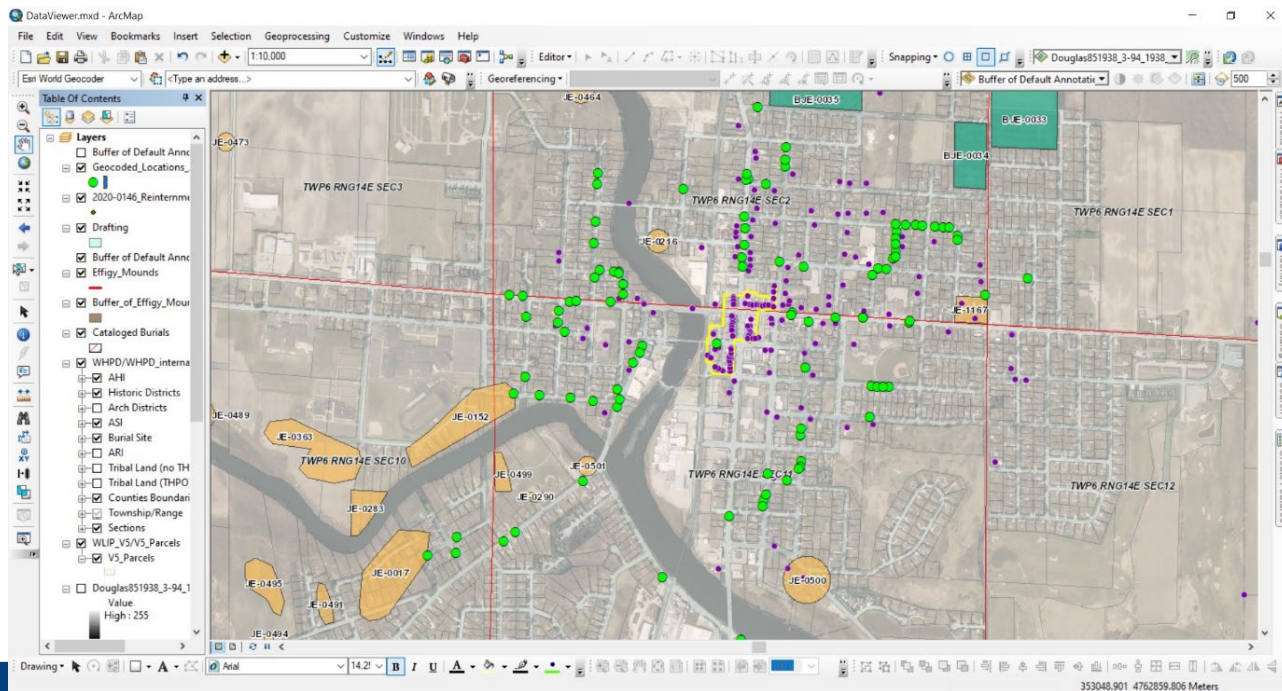 DataViewer.mxd - ArcMap
File Edit View Bookmarks Insert Selection Geoprocessing Customize Windows Help
1:10,000 Editor Snapping Douglas851938_3-94_1938_
Esri World Geocoder <Type an address...> Georeferencing Buffer of Default Annotatic 500
Table Of Contents
Layers
Buffer of Default Annc
Geocoded_Locations_
2020-0146_Reinternme
Drafting
Buffer of Default Annc
Effigy_Mounds
Buffer_of_Effigy_Mour
Cataloged Burials
WHPD/WHPD_interna
AHI
Historic Districts
Arch Districts
ASI
Burial Site
ARI
Tribal Land (no TH
Tribal Land (THPO
Counties Boundari
Township/Range
Sections
WLIP_V5/V5_Parcels
V5_Parcels
Douglas851938_3-94_1
Value
High : 255
JE-0464
BJE-0035
BJE-0033
JE-0473
BJE-0034
TWP6 RNG14E SEC3
TWP6 RNG14E SEC2
TWP6 RNG14E SEC1
JE-0216
JE-1167
JE-0489
JE-0152
JE-0363
TWP6 RNG14E SEC10
JE-0501
JE-0499
TWP6 RNG14E SEC11
TWP6 RNG14E SEC12
JE-0290
JE-0283
JE-0017
JE-0500
JE-0495
JE-0491
JE-0494
Drawing Arial 14.25 B I U A
353048.901 4762859.806 Meters